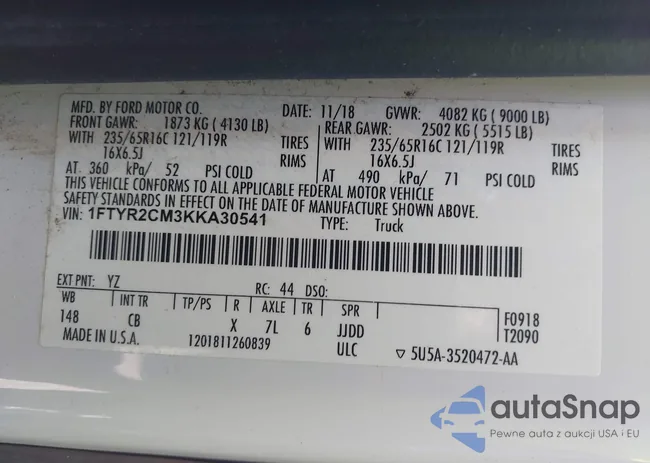 MFD. BY FORD MOTOR CO. DATE: 11/18 GVWR: 4082 KG ( 9000 LB)
FRONT GAWR: 1873 KG ( 4130 LB) REAR GAWR: 2502 KG ( 5515 LB)
WITH 235/65R16C 121/119R TIRES WITH 235/65R16C 121/119R TIRES
16X6.5J RIMS 16X6.5J RIMS
AT 360 kPa/ 52 PSI COLD AT 490 kPa/ 71 PSI COLD
THIS VEHICLE CONFORMS TO ALL APPLICABLE FEDERAL MOTOR VEHICLE
SAFETY STANDARDS IN EFFECT ON THE DATE OF MANUFACTURE SHOWN ABOVE.
VIN: 1FTYR2CM3KKA30541 TYPE: Truck
EXT PNT: YZ RC: 44 DSO:
WB INT TR TP/PS R AXLE TR SPR F0918
148 CB X 7L 6 JJDD T2090
MADE IN U.S.A. 1201811260839 ULC ▽ 5U5A-3520472-AA
autaSnap
Pewne auta z aukcji USA i EU